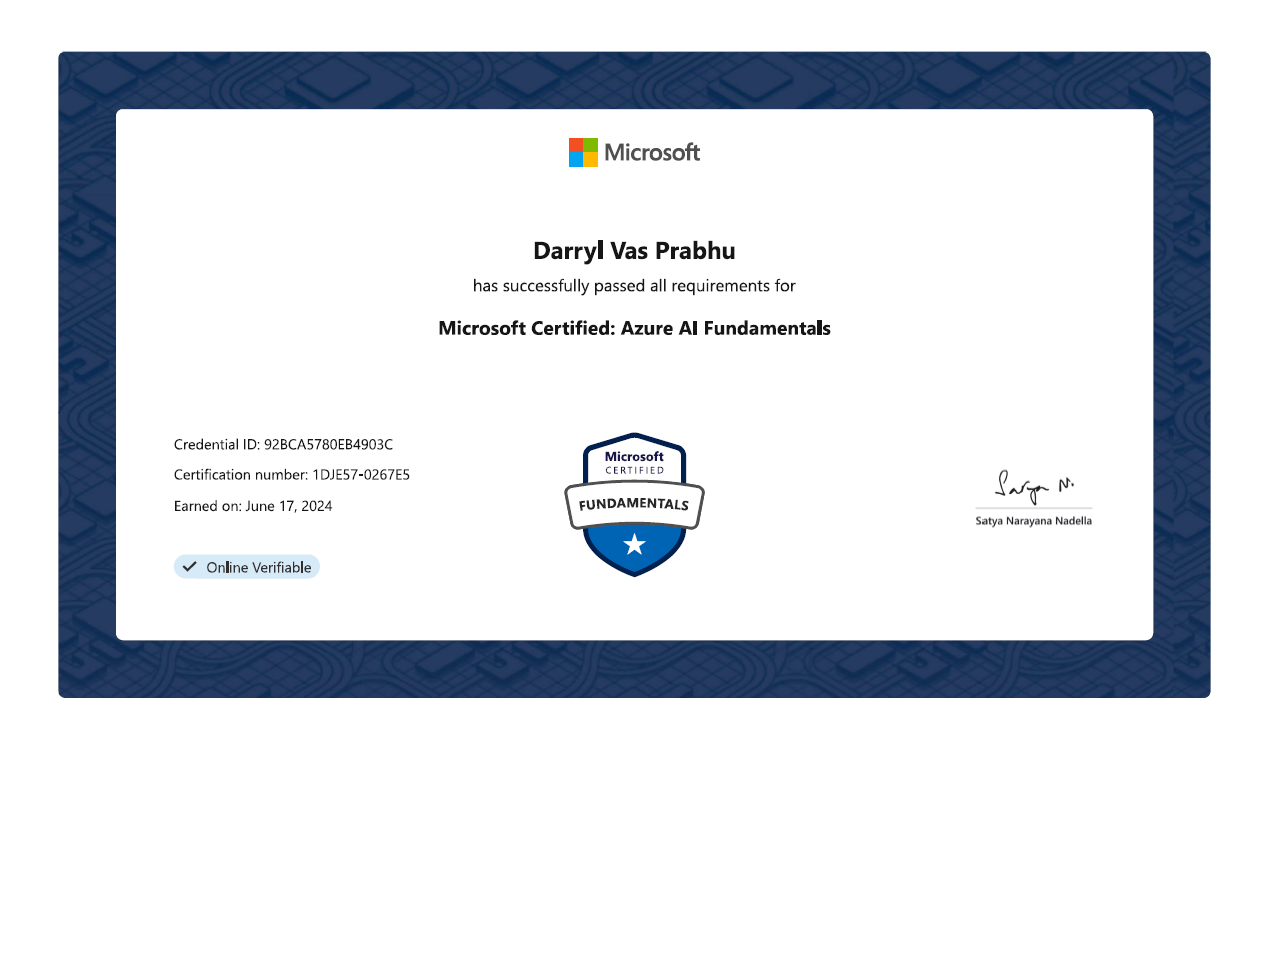 Microsoft
Darryl Vas Prabhu
has successfully passed all requirements for
Microsoft Certified: Azure AI Fundamentals
Credential ID: 92BCA5780EB4903C
Certification number: 1DJE57-0267E5
Earned on: June 17, 2024
Online Verifiable
Microsoft
CERTIFIED
FUNDAMENTALS
Satya N.
Satya Narayana Nadella